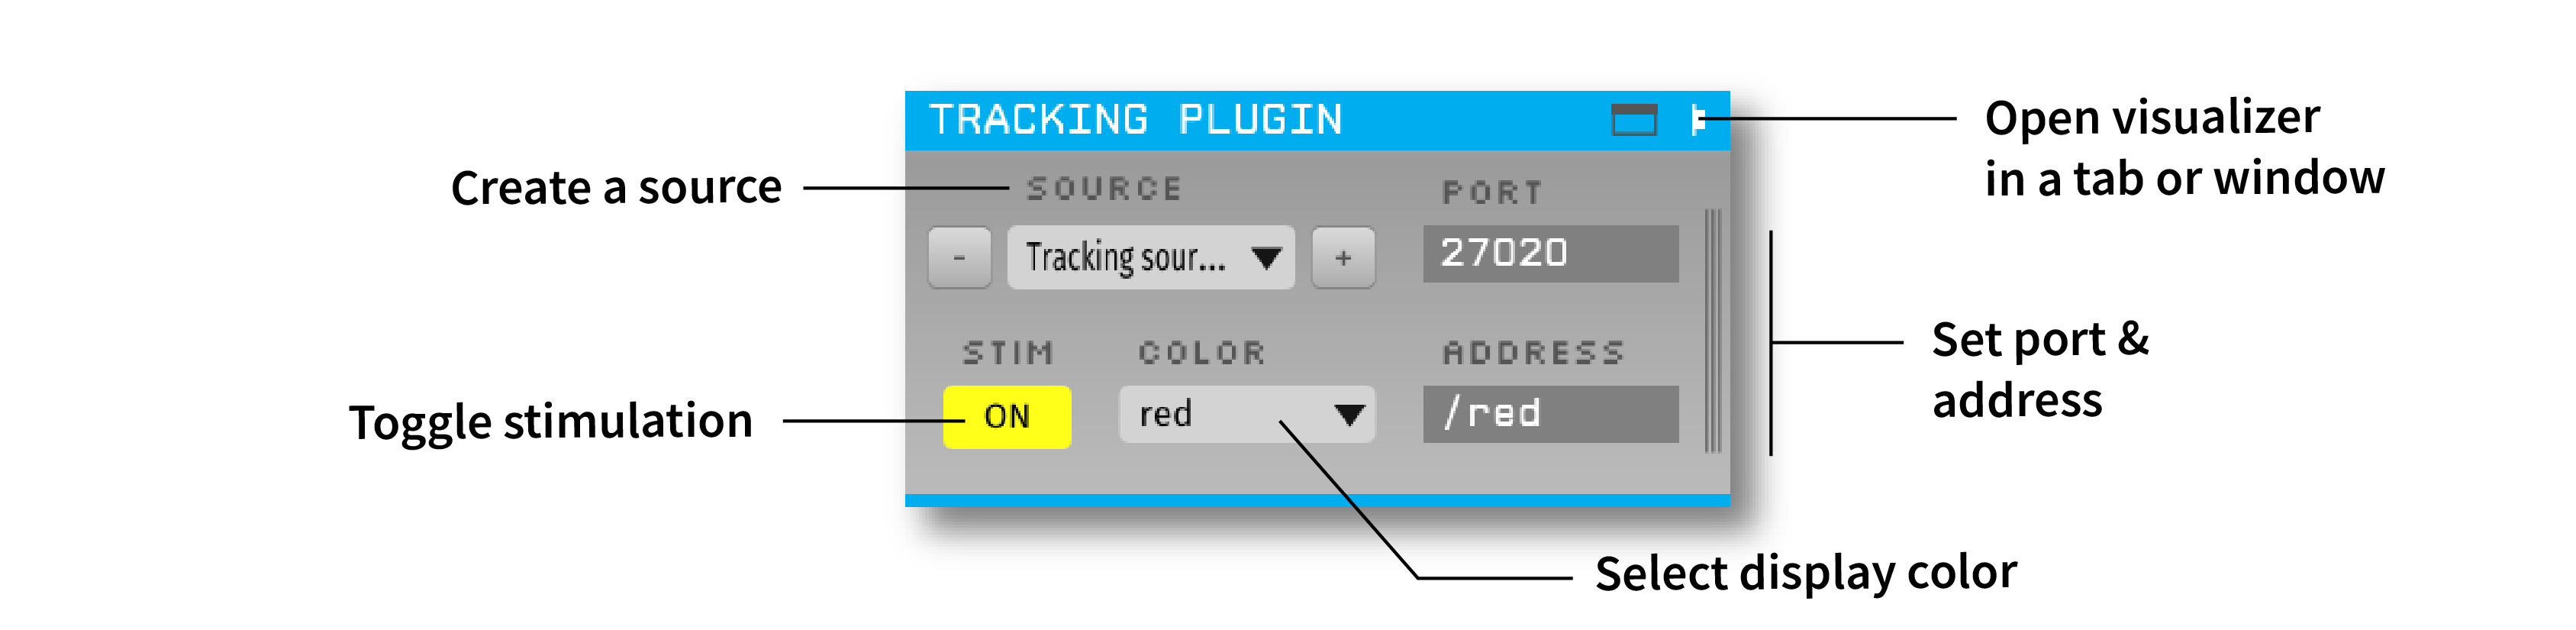 TRACKING PLUGIN
Open visualizer
in a tab or window
Create a source
SOURCE
PORT
-
Tracking sour...
+
27020
Set port &
address
STIM
COLOR
ADDRESS
Toggle stimulation
ON
red
/red
Select display color